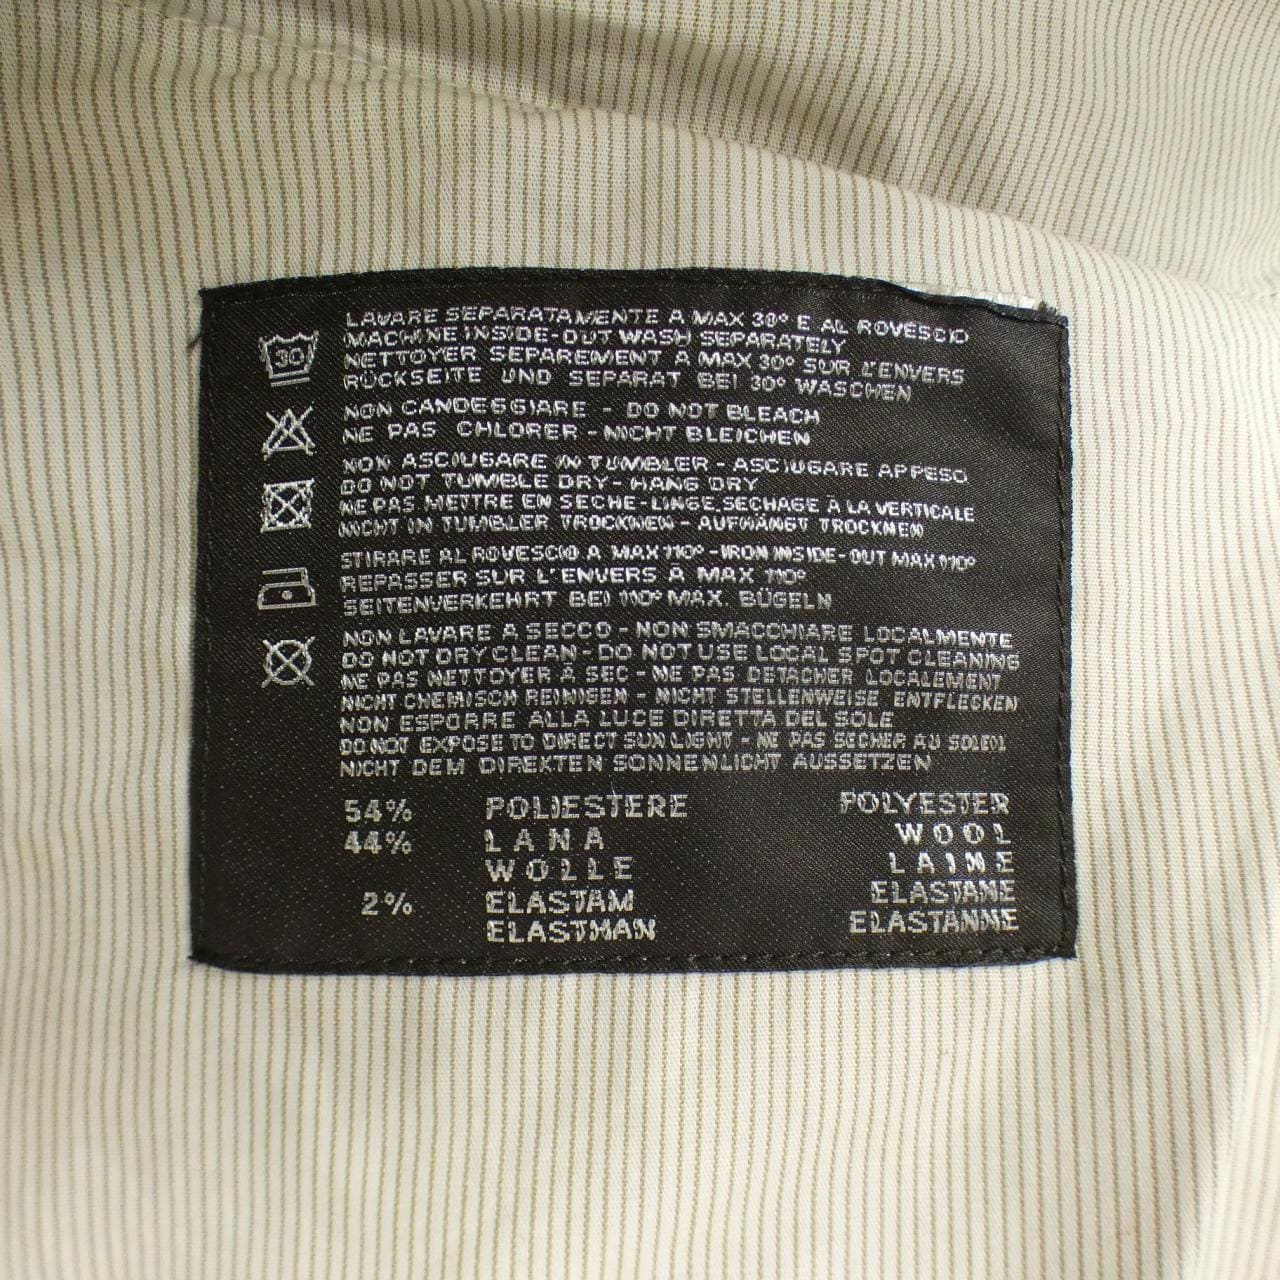 30
LAVARE SEPARATAMENTE A MAX 30° E AL ROVESCIO
MACHINE INSIDE-OUT WASH SEPARATELY
NETTOYER SEPAREMENT A MAX 30° SUR L'ENVERS
RÜCKSEITE UND SEPARAT BEI 30° WASCHEN
NON CANDEGGIARE - DO NOT BLEACH
NE PAS CHLORER - NICHT BLEICHEN
NON ASCIUGARE IN TUMBLER - ASCIUGARE APPESO
DO NOT TUMBLE DRY - HANG DRY
NE PAS METTRE EN SECHE-LINGE, SECHAGE À LA VERTICALE
NICHT IN TUMBLER TROCKNEN - AUFHÄNGT TROCKNEN
STIRARE AL ROVESCIO A MAX 110° - IRON INSIDE-OUT MAX 110°
REPASSER SUR L'ENVERS À MAX 110°
SEITENVERKEHRT BEI 110° MAX. BÜGELN
NON LAVARE A SECCO - NON SMACCHIARE LOCALMENTE
DO NOT DRY CLEAN - DO NOT USE LOCAL SPOT CLEANING
NE PAS NETTOYER À SEC - NE PAS DETACHER LOCALEMENT
NICHT CHEMISCH REINIGEN - NICHT STELLENWEISE ENTFLECKEN
NON ESPORRE ALLA LUCE DIRETTA DEL SOLE
DO NOT EXPOSE TO DIRECT SUN LIGHT - NE PAS SECHER AU SOLEIL
NICHT DEM DIREKTEN SONNENLICHT AUSSETZEN
54% POLIESTERE POLYESTER
44% LANA WOOL
WOLLE LAINE
2% ELASTAM ELASTANE
ELASTHAN ELASTANNE